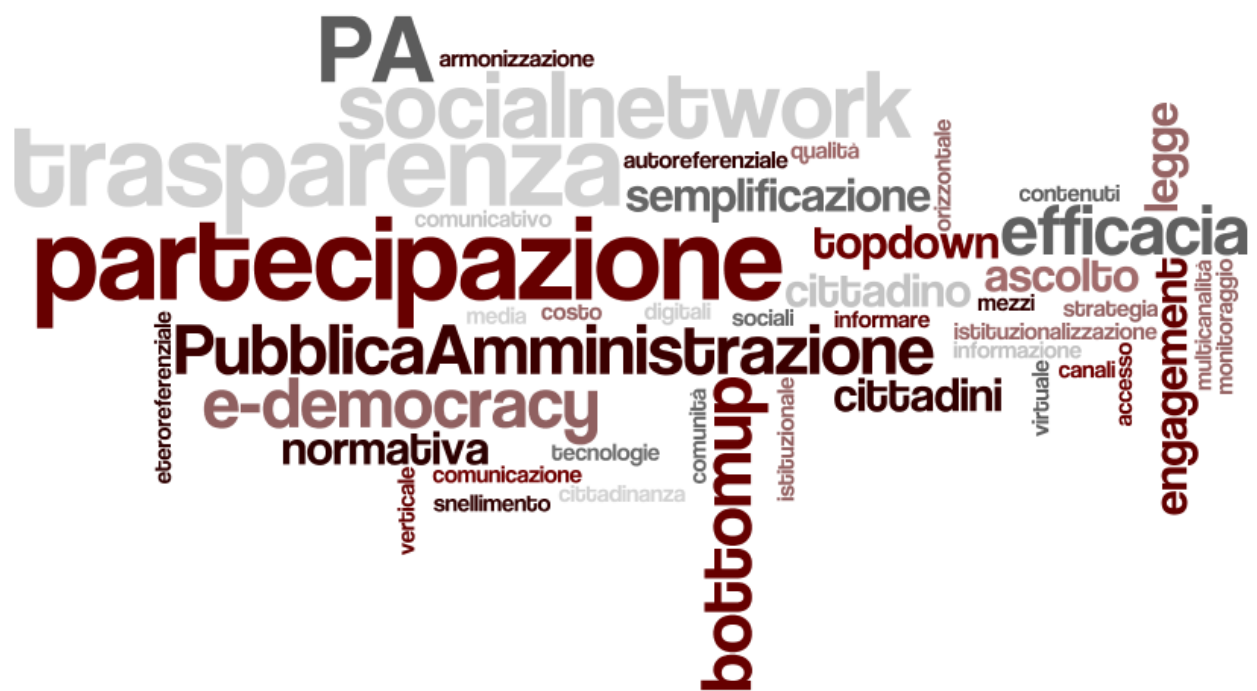 PA
armonizzazione
socialnetwork
trasparenza
autoreferenziale
qualità
orizzontale
legge
semplificazione
contenuti
comunicativo
efficacia
partecipazione
topdown
ascolto
cittadino
mezzi
strategia
engagement
multicanalità
monitoraggio
media
costo
digitali
sociali
informare
istituzionalizzazione
eteroreferenziale
PubblicaAmministrazione
informazione
canali
accesso
virtuale
e-democracy
cittadini
comunità
bottomup
istituzionale
normativa
tecnologie
verticale
comunicazione
cittadinanza
snellimento